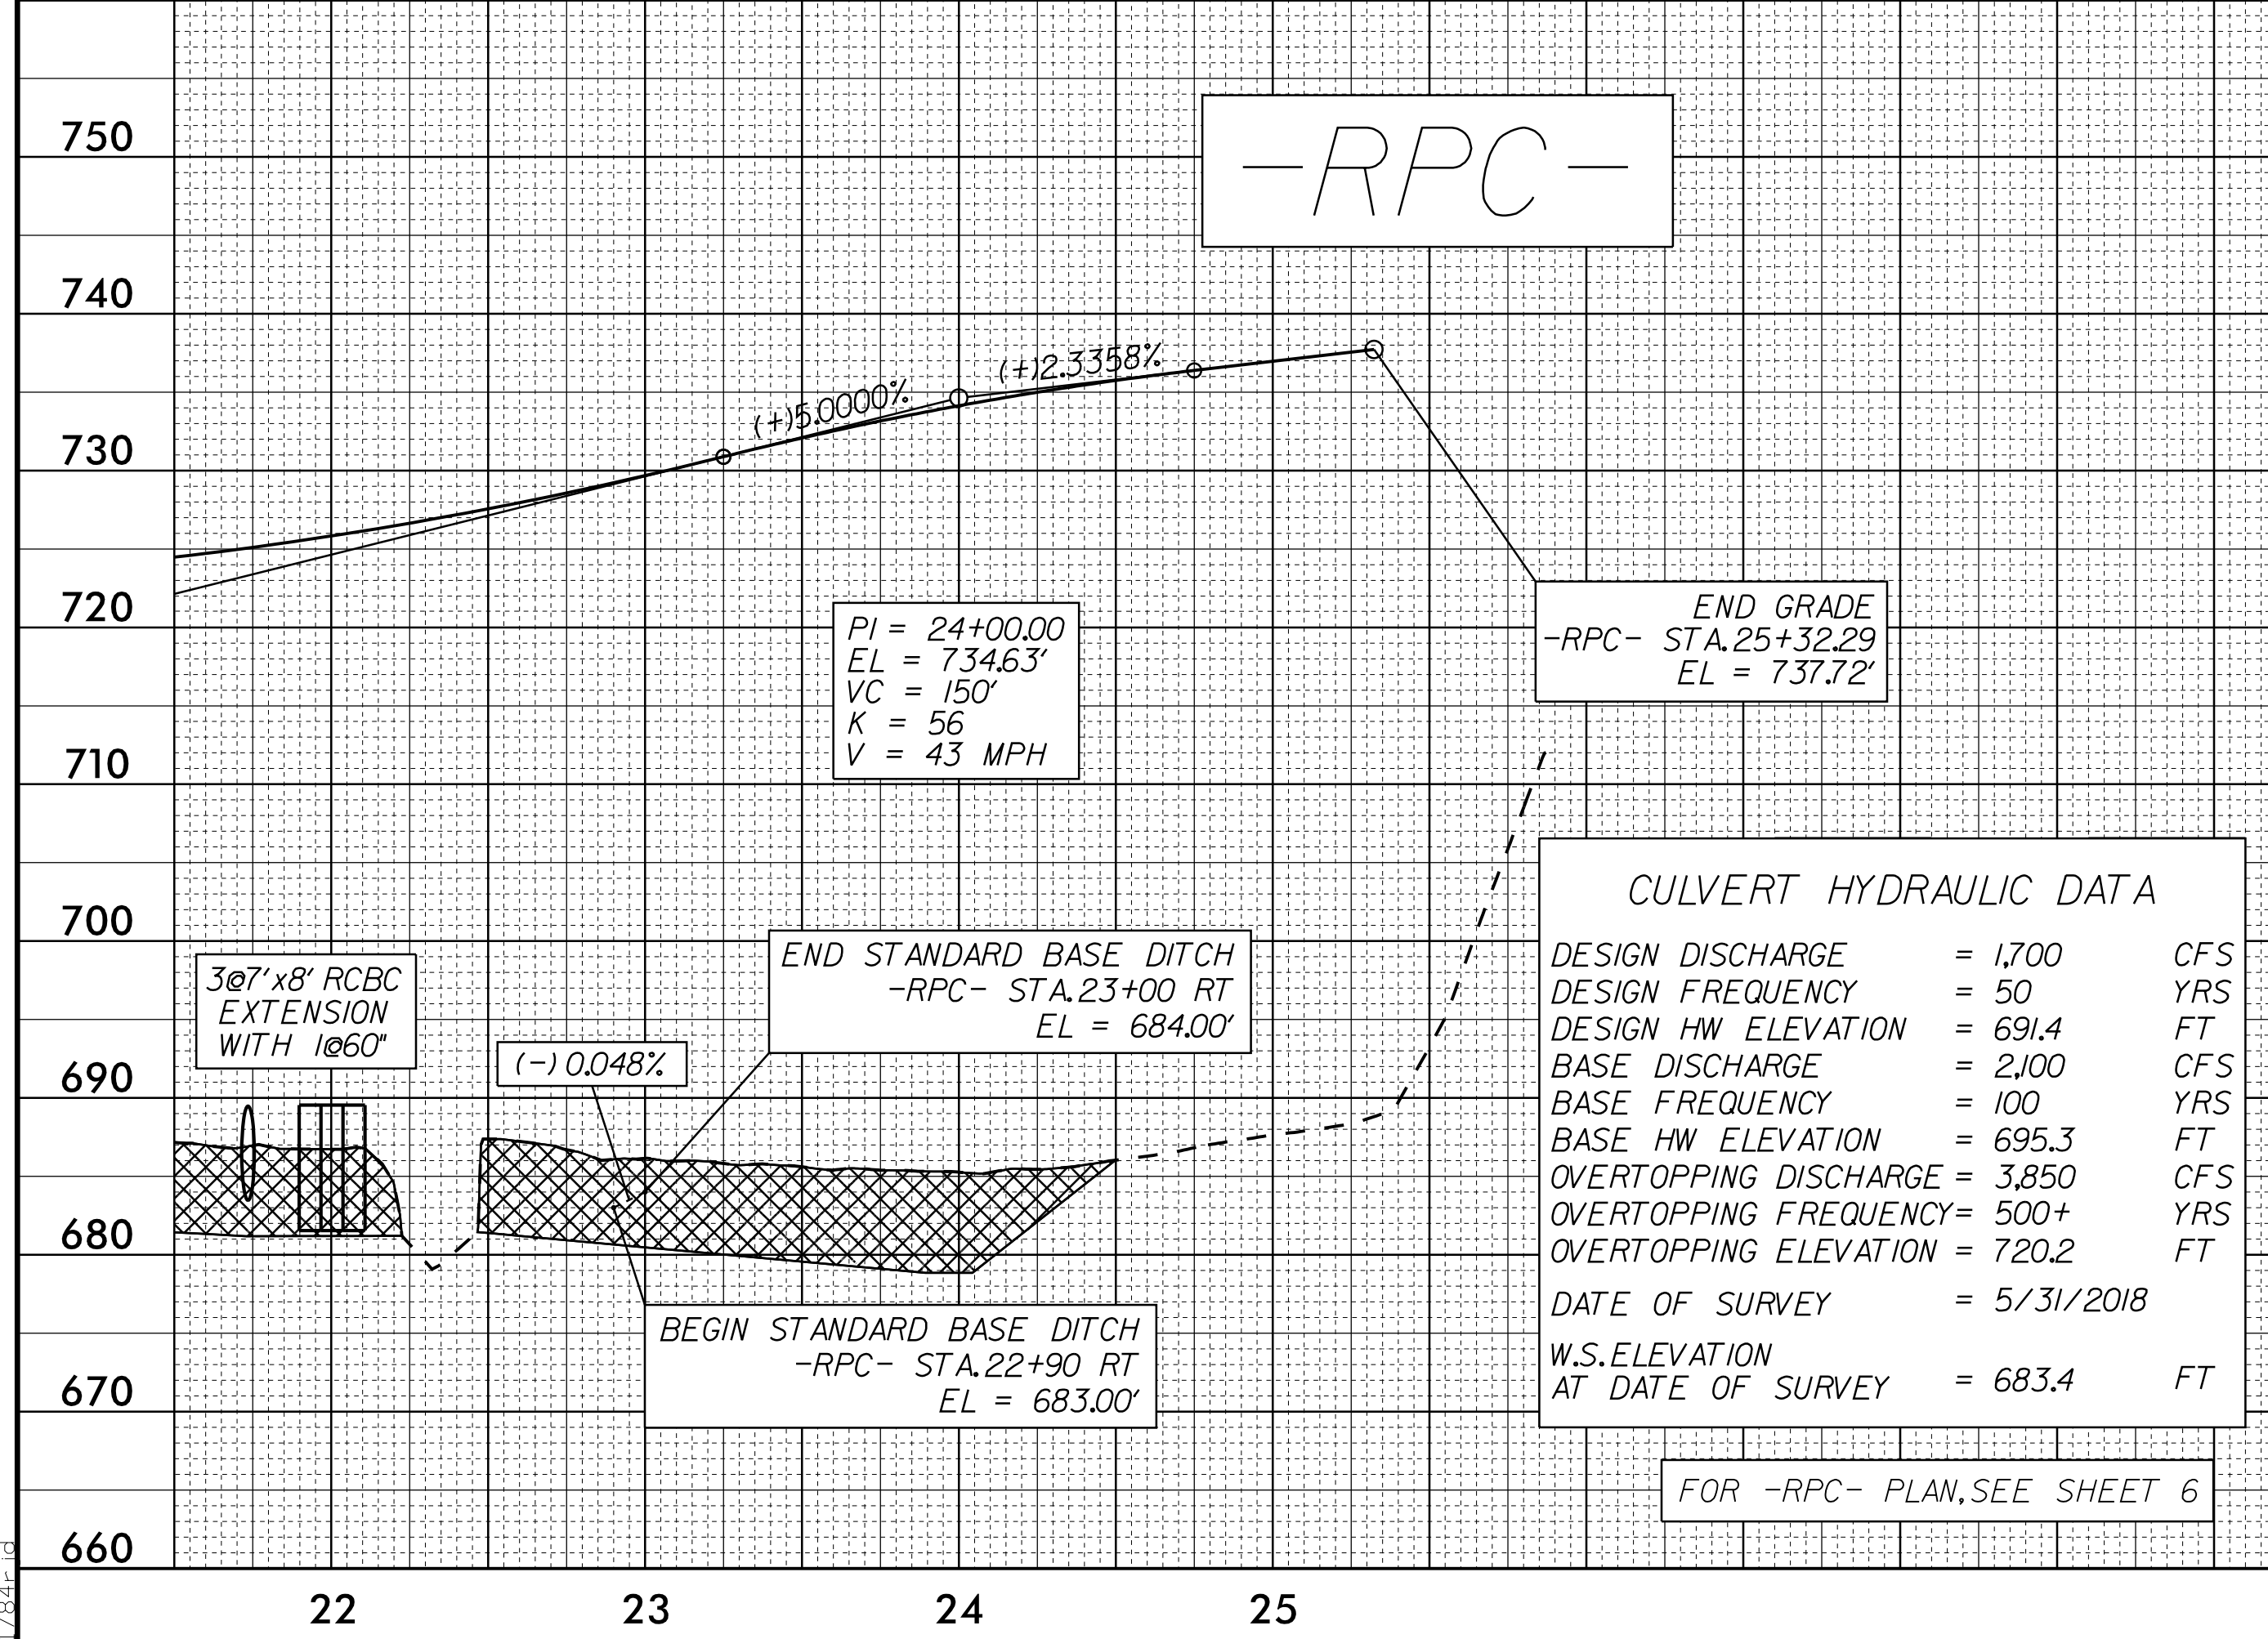 -RPC-
750
740
730
720
710
700
690
680
670
660
(+)5.0000%
(+)2.3358%
PI = 24+00.00
EL = 734.63'
VC = 150'
K = 56
V = 43 MPH
END GRADE
-RPC- STA.25+32.29
EL = 737.72'
3@7'x8' RCBC
EXTENSION
WITH 1@60"
(-) 0.048%
END STANDARD BASE DITCH
-RPC- STA.23+00 RT
EL = 684.00'
BEGIN STANDARD BASE DITCH
-RPC- STA.22+90 RT
EL = 683.00'
CULVERT HYDRAULIC DATA
DESIGN DISCHARGE = 1,700 CFS
DESIGN FREQUENCY = 50 YRS
DESIGN HW ELEVATION = 691.4 FT
BASE DISCHARGE = 2,100 CFS
BASE FREQUENCY = 100 YRS
BASE HW ELEVATION = 695.3 FT
OVERTOPPING DISCHARGE = 3,850 CFS
OVERTOPPING FREQUENCY = 500+ YRS
OVERTOPPING ELEVATION = 720.2 FT
DATE OF SURVEY = 5/31/2018
W.S.ELEVATION
AT DATE OF SURVEY = 683.4 FT
FOR -RPC- PLAN,SEE SHEET 6
22 23 24 25